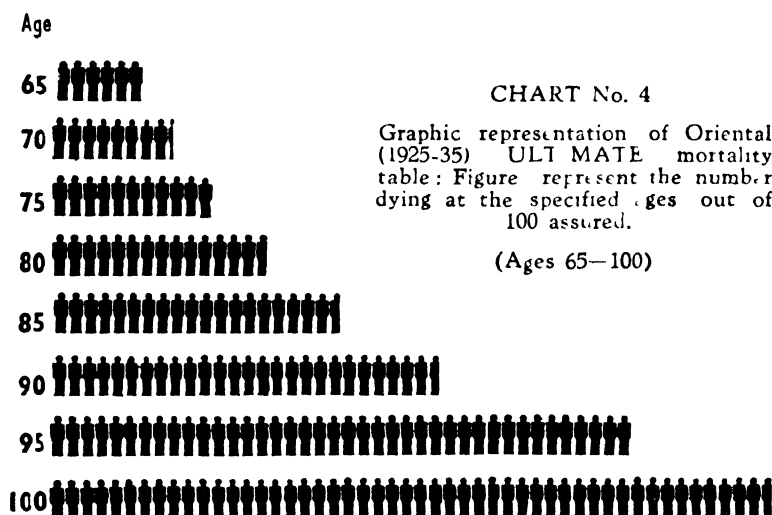 Age
65
CHART No. 4
70
Graphic representation of Oriental
(1925-35) ULTIMATE mortality
table: Figure represent the number
75
dying at the specified ages out of
100 assured.
80
(Ages 65—100)
85
90
95
100